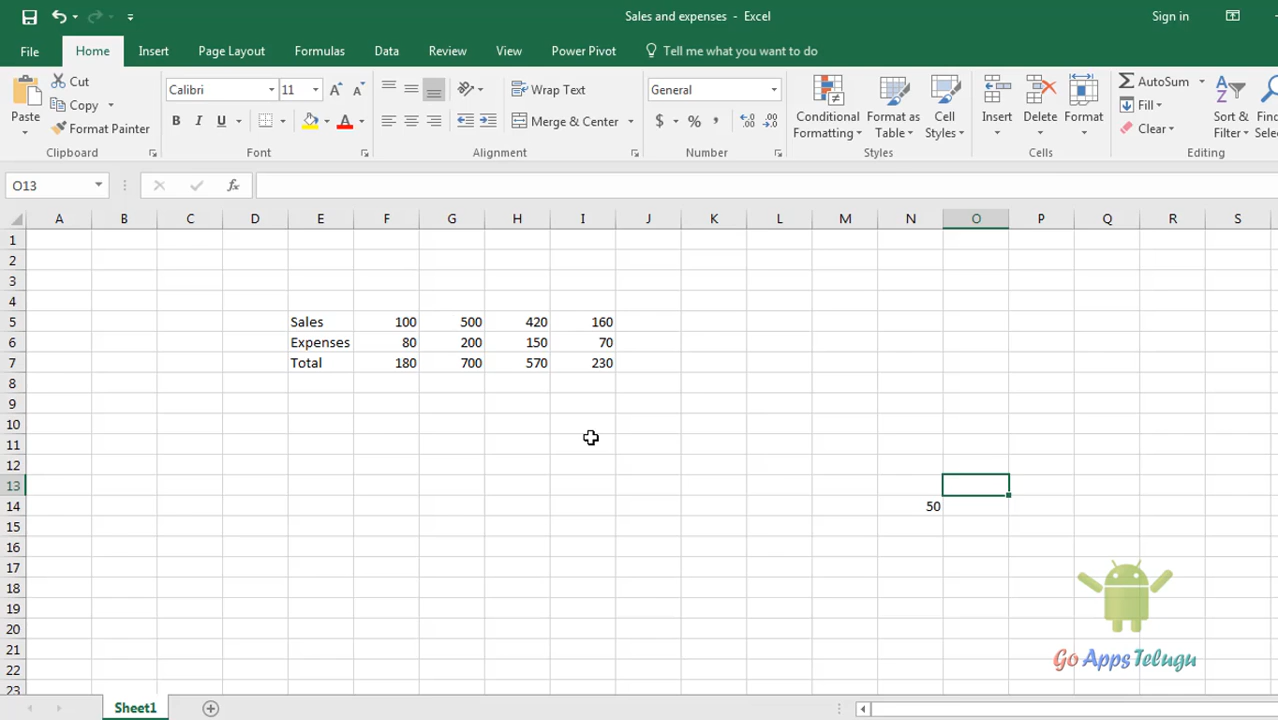 Sales and expenses - Excel
Sign in
File Home Insert Page Layout Formulas Data Review View Power Pivot Tell me what you want to do
Paste
Cut
Copy
Format Painter
Clipboard
Calibri 11
B I U
Font
Wrap Text
Merge & Center
Alignment
General
$ % ,
Number
Conditional Formatting
Format as Table
Cell Styles
Styles
Insert
Delete
Format
Cells
AutoSum
Fill
Clear
Sort & Filter
Editing
O13
fx
A B C D E F G H I J K L M N O P Q R S
1
2
3
4
5 Sales 100 500 420 160
6 Expenses 80 200 150 70
7 Total 180 700 570 230
8
9
10
11
12
13
14 50
15
16
17
18
19
20
21
22
23
Go Apps Telugu
Sheet1